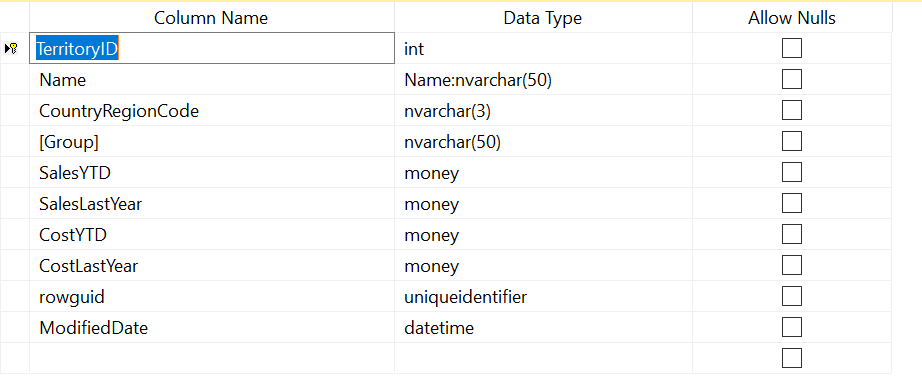 Column Name Data Type Allow Nulls
TerritoryID int
Name Name:nvarchar(50)
CountryRegionCode nvarchar(3)
[Group] nvarchar(50)
SalesYTD money
SalesLastYear money
CostYTD money
CostLastYear money
rowguid uniqueidentifier
ModifiedDate datetime